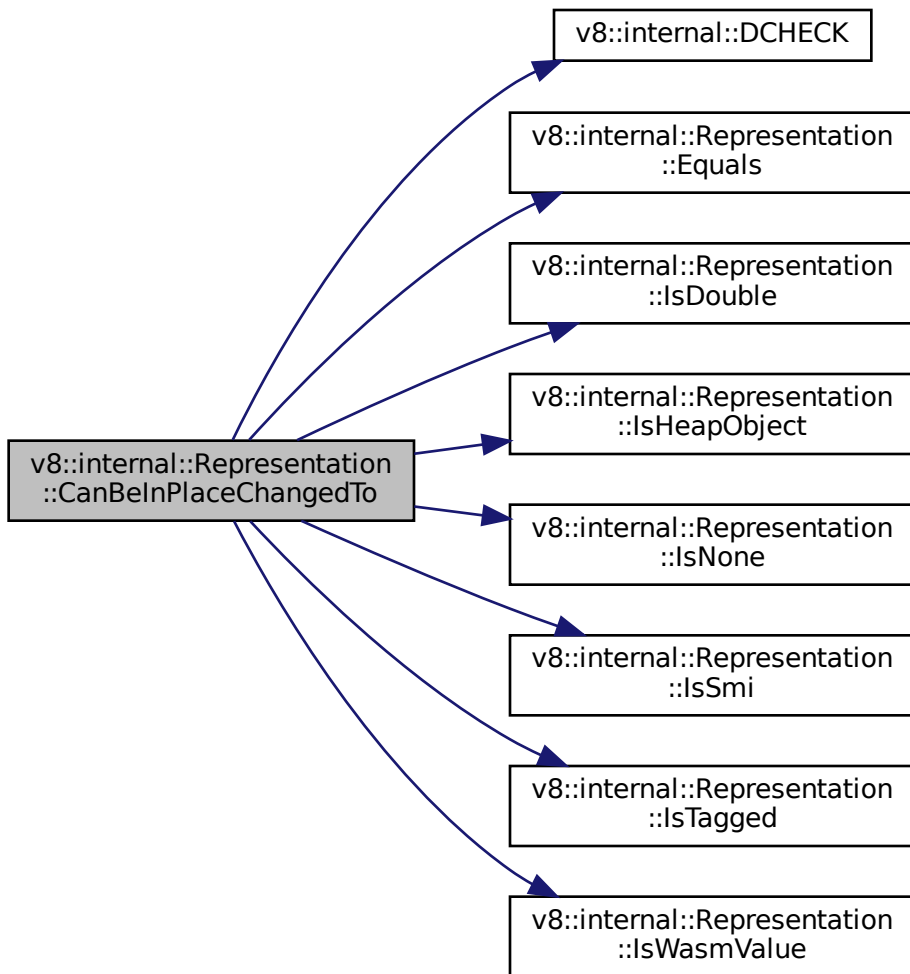 v8::internal::DCHECK
v8::internal::Representation
::Equals
v8::internal::Representation
::IsDouble
v8::internal::Representation
::IsHeapObject
v8::internal::Representation
::CanBeInPlaceChangedTo
v8::internal::Representation
::IsNone
v8::internal::Representation
::IsSmi
v8::internal::Representation
::IsTagged
v8::internal::Representation
::IsWasmValue